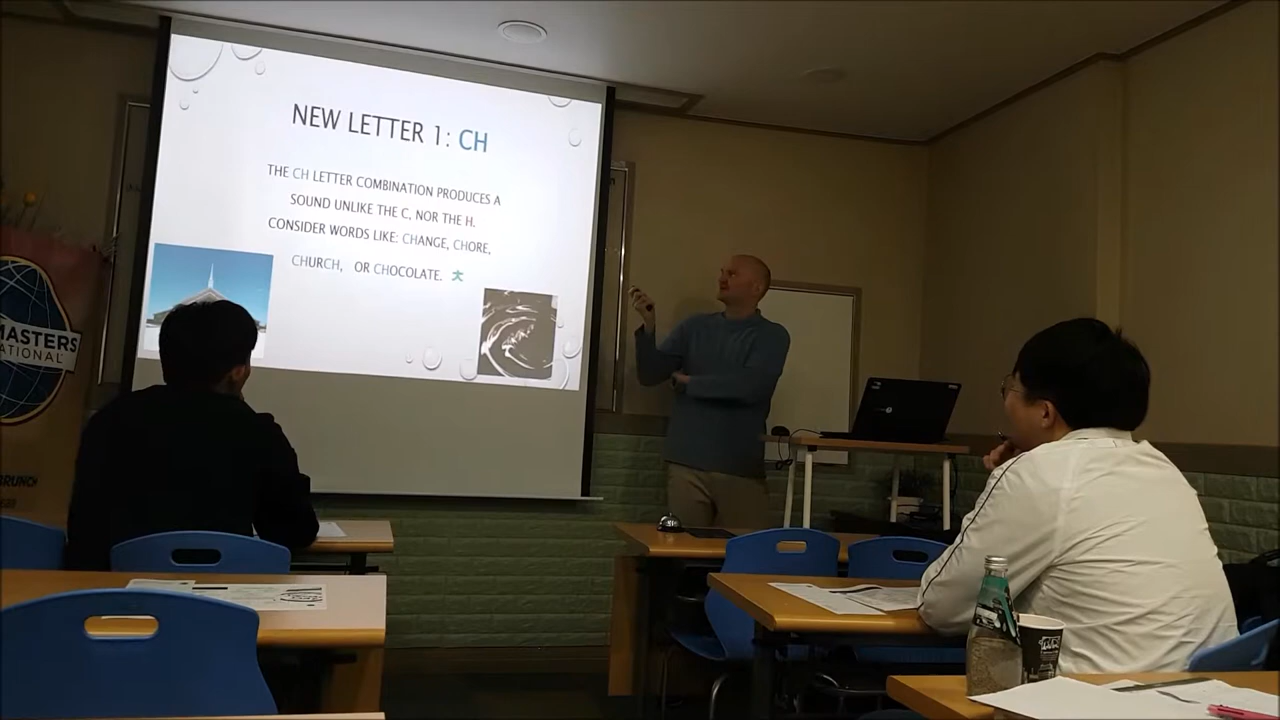 NEW LETTER 1: CH
THE CH LETTER COMBINATION PRODUCES A
SOUND UNLIKE THE C, NOR THE H.
CONSIDER WORDS LIKE: CHANGE, CHORE,
CHURCH, OR CHOCOLATE. 大
MASTERS
ATIONAL
BRUNCH